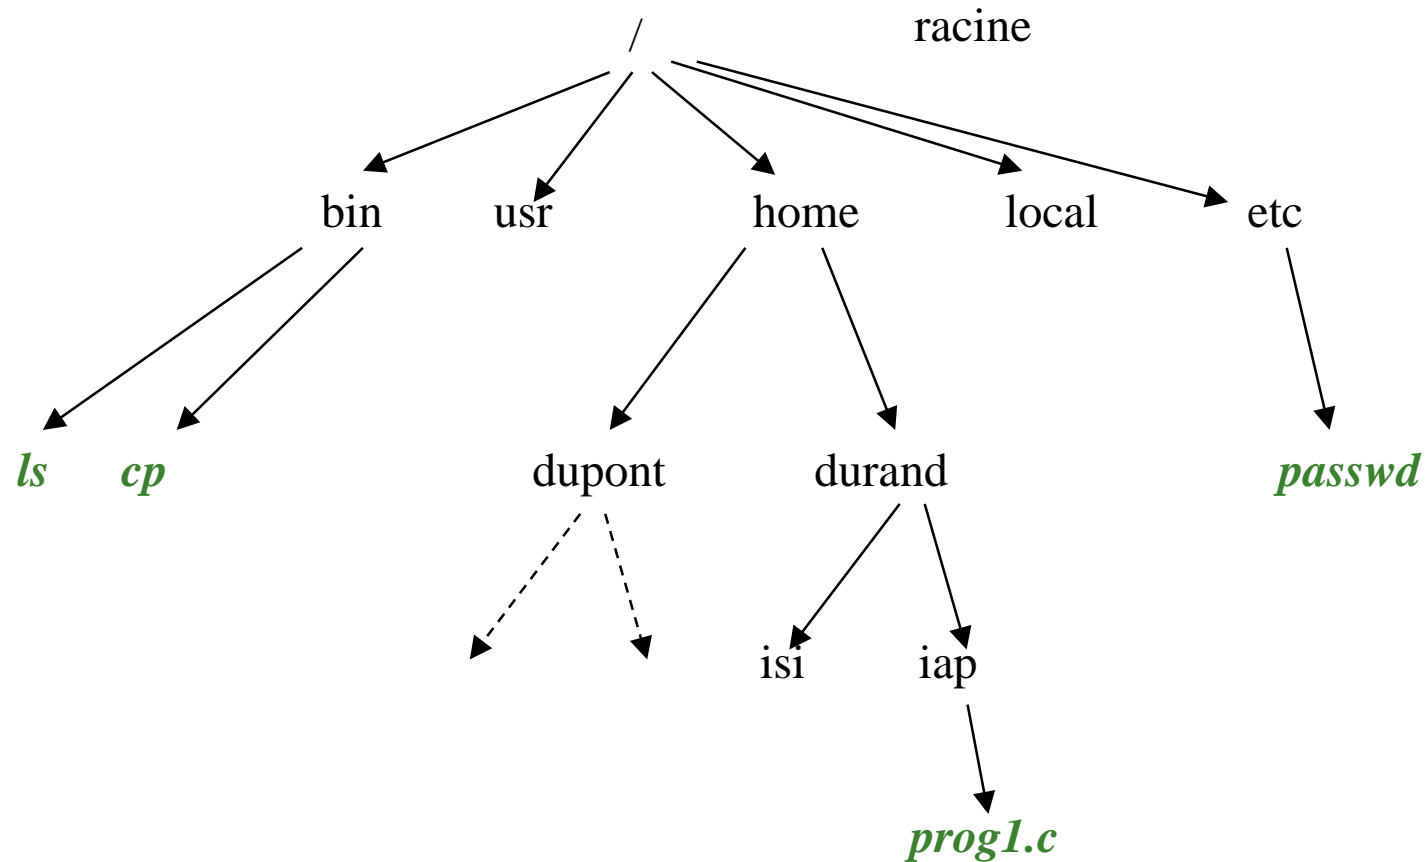 / racine
bin usr home local etc
ls cp dupont durand passwd
isi iap
prog1.c